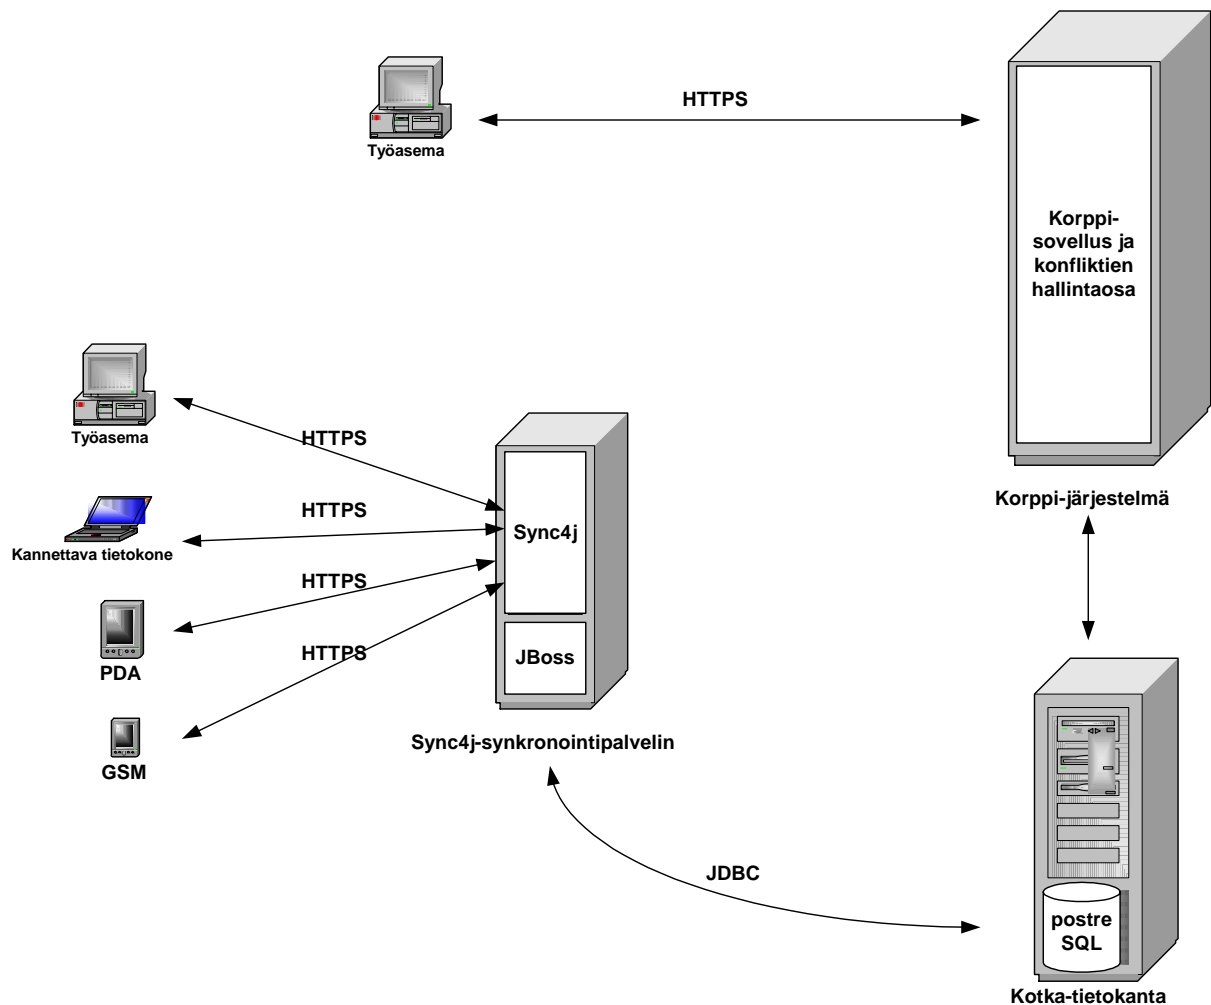 HTTPS
Työasema
Korppi-
sovellus ja
konfliktien
hallintaosa
Työasema
HTTPS
Korppi-järjestelmä
HTTPS
Sync4j
Kannettava tietokone
HTTPS
PDA
HTTPS
JBoss
GSM
Sync4j-synkronointipalvelin
JDBC
postre
SQL
Kotka-tietokanta